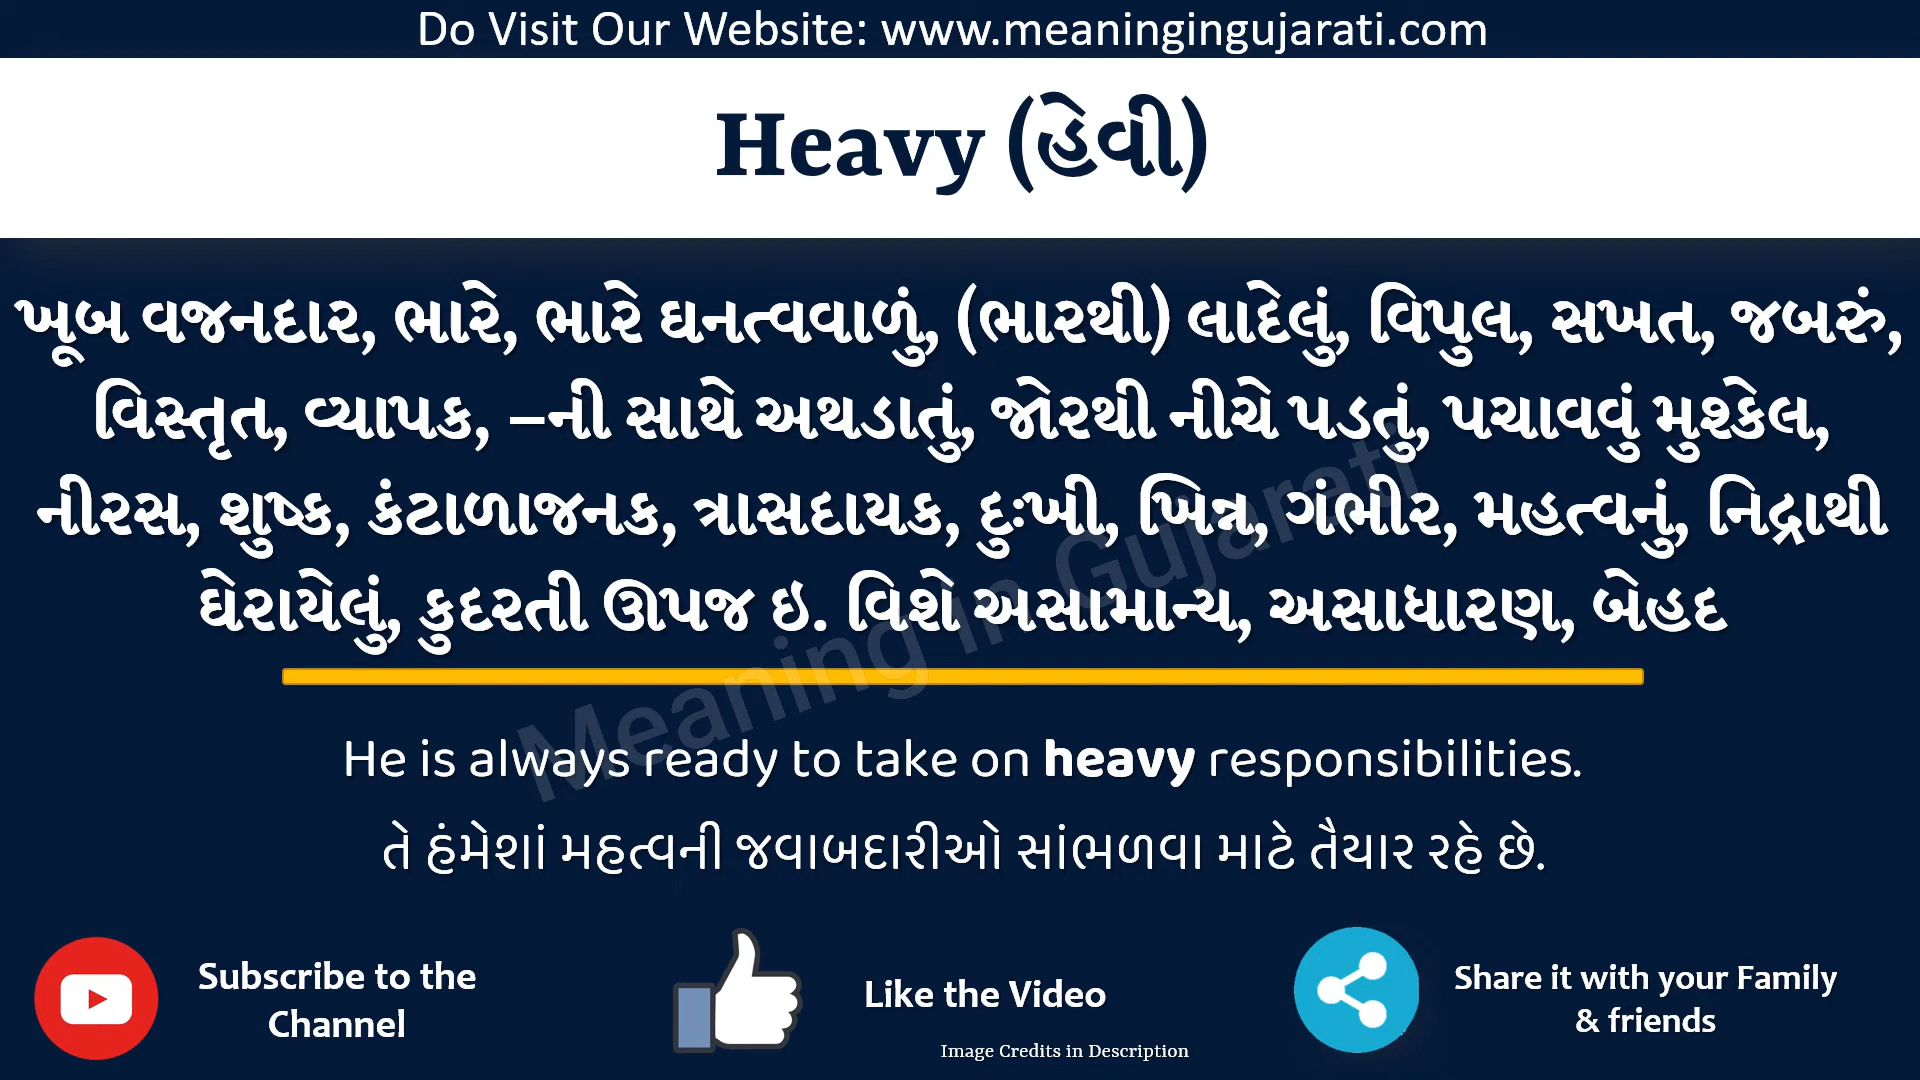 Do Visit Our Website: www.meaningingujarati.com
Heavy (હેવી)
ખૂબ વજનદાર, ભારે, ભારે ઘનત્વવાળું, (ભારથી) લાદેલું, વિપુલ, સખત, જબરું,
વિસ્તૃત, વ્યાપક, –ની સાથે અથડાતું, જોરથી નીચે પડતું, પચાવવું મુશ્કેલ,
નીરસ, શુષ્ક, કંટાળાજનક, ત્રાસદાયક, દુઃખી, ખિન્ન, ગંભીર, મહત્વનું, નિદ્રાથી
ઘેરાયેલું, કુદરતી ઊપજ ઇ. વિશે અસામાન્ય, અસાધારણ, બેહદ
Meaning in Gujarati
He is always ready to take on heavy responsibilities.
તે હંમેશાં મહત્વની જવાબદારીઓ સાંભળવા માટે તૈયાર રહે છે.
Subscribe to the
Channel
Like the Video
Share it with your Family
& friends
Image Credits in Description